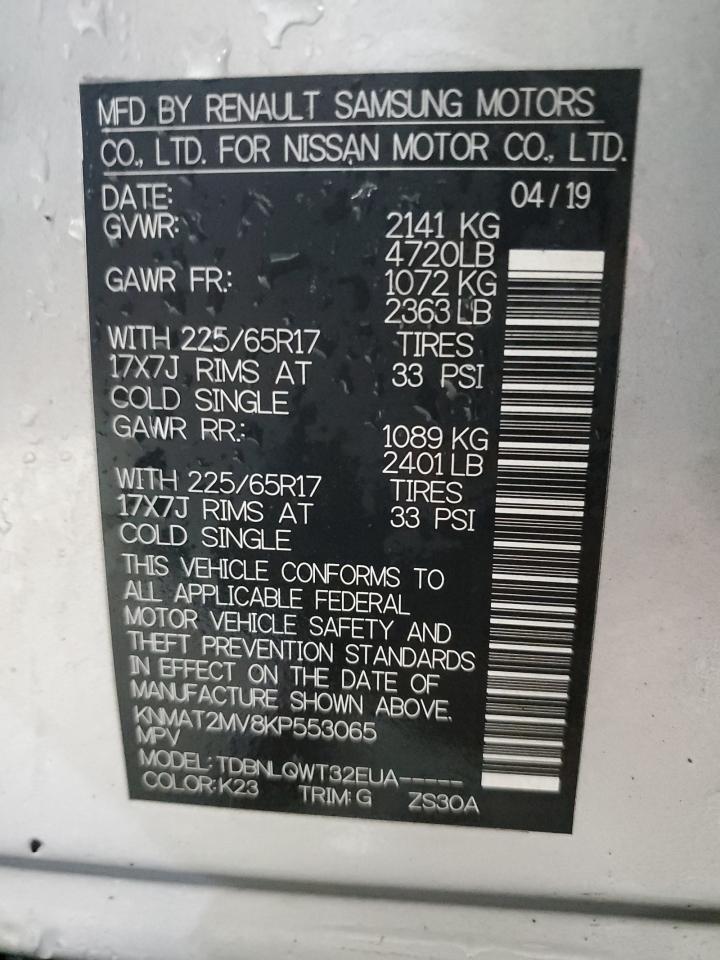 MFD BY RENAULT SAMSUNG MOTORS
CO., LTD. FOR NISSAN MOTOR CO., LTD.
DATE: 04/19
GVWR: 2141 KG
4720LB
GAWR FR.: 1072 KG
2363 LB
WITH 225/65R17 TIRES
17X7J RIMS AT 33 PSI
COLD SINGLE
GAWR RR.: 1089 KG
2401 LB
WITH 225/65R17 TIRES
17X7J RIMS AT 33 PSI
COLD SINGLE
THIS VEHICLE CONFORMS TO
ALL APPLICABLE FEDERAL
MOTOR VEHICLE SAFETY AND
THEFT PREVENTION STANDARDS
IN EFFECT ON THE DATE OF
MANUFACTURE SHOWN ABOVE.
KNMAT2MV8KP553065
MPV
MODEL: TDBNLQWT32EUA-----
COLOR: K23 TRIM: G ZS30A